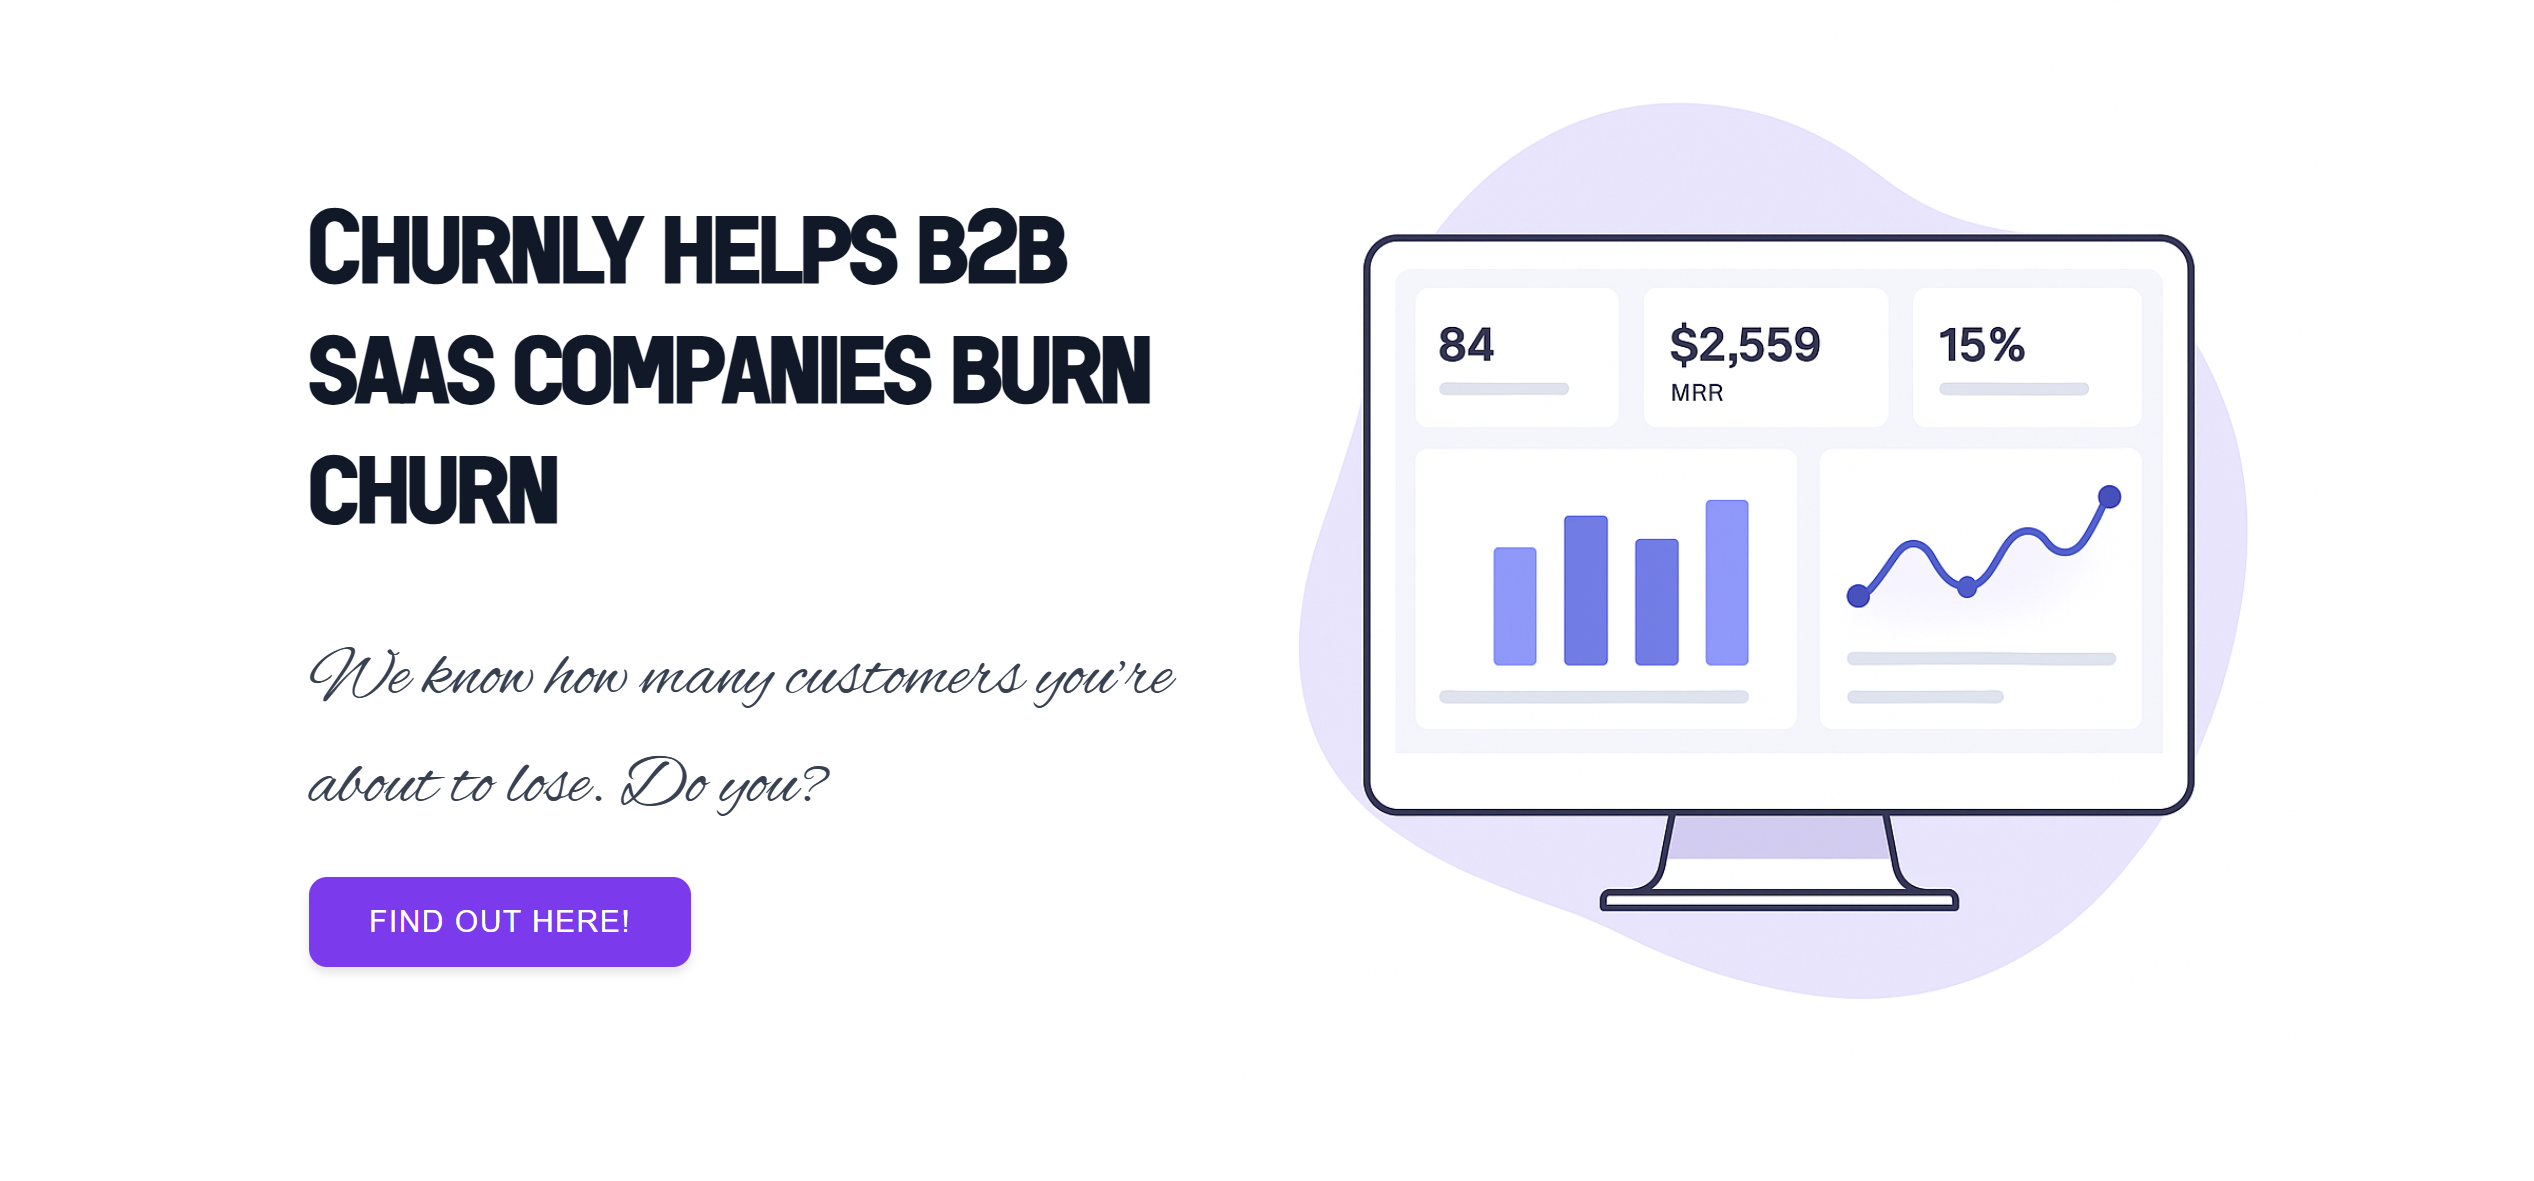 CHURNLY HELPS B2B
SAAS COMPANIES BURN
CHURN
We know how many customers you're
about to lose. Do you?
FIND OUT HERE!
84
$2,559
MRR
15%